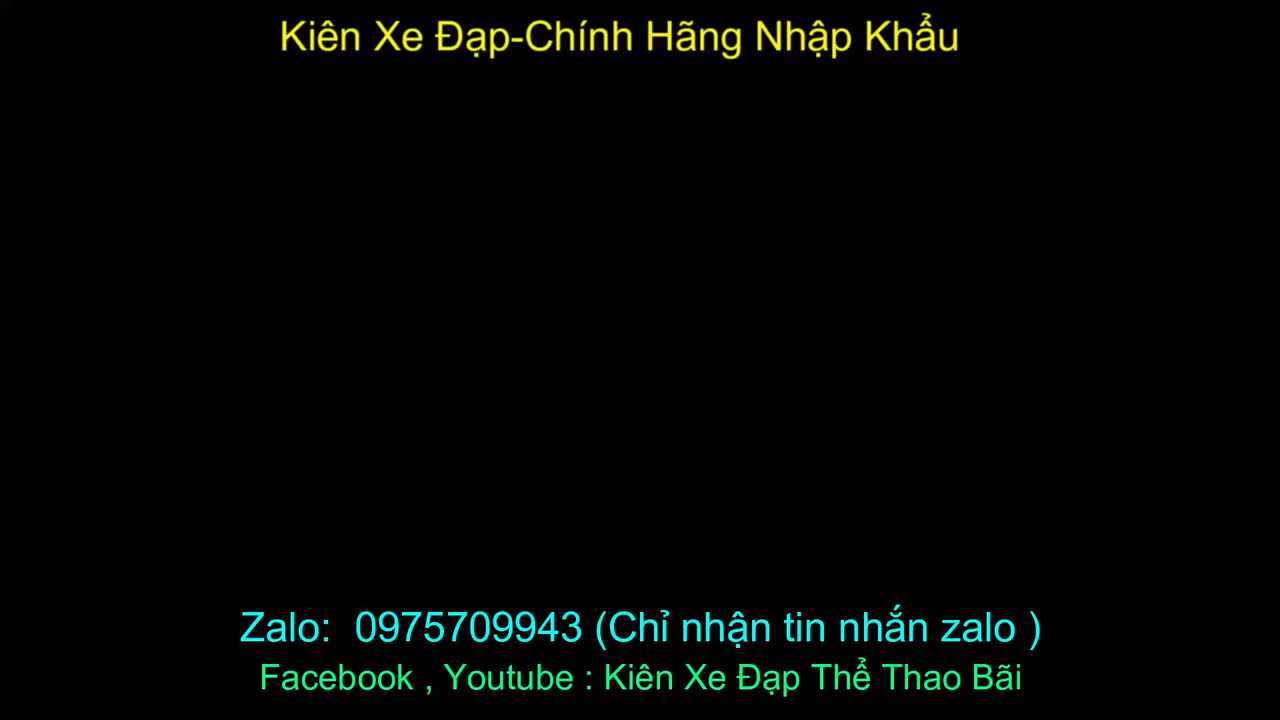 Kiên Xe Đạp-Chính Hãng Nhập Khẩu
Zalo:  0975709943 (Chỉ nhận tin nhắn zalo )
Facebook , Youtube : Kiên Xe Đạp Thể Thao Bãi